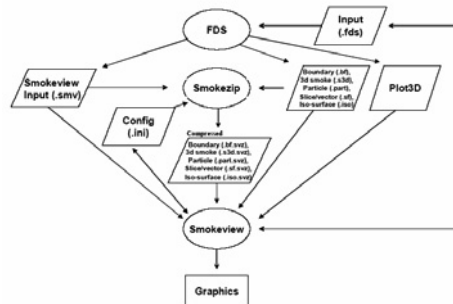 Input
(.fds)
FDS
Smokeview
Input (.smv)
Smokezip
Boundary (.bf),
3d smoke (.s3d),
Particle (.part),
Slice/vector (.sf),
Iso-surface (.iso)
Plot3D
Config
(.ini)
Compressed
Boundary (.bf.svz),
3d smoke (.s3d.svz),
Particle (.part.svz),
Slice/vector (.sf.svz),
Iso-surface (.iso.svz)
Smokeview
Graphics